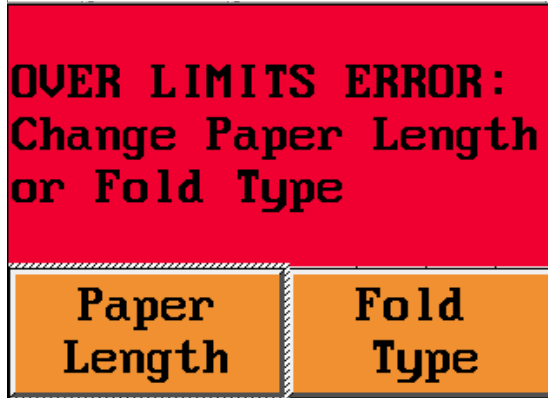 OVER LIMITS ERROR:
Change Paper Length
or Fold Type
Paper
Length
Fold
Type